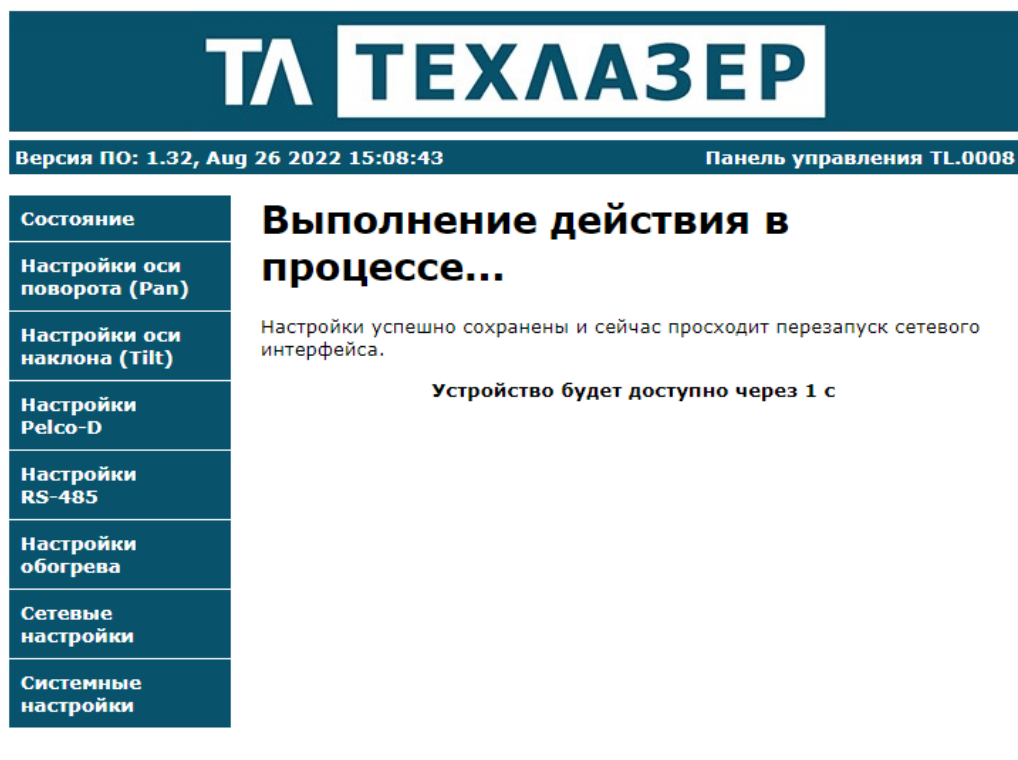 ТЛ ТЕХЛАЗЕР
Версия ПО: 1.32, Aug 26 2022 15:08:43
Панель управления TL.0008
Состояние
Настройки оси
поворота (Pan)
Настройки оси
наклона (Tilt)
Настройки
Pelco-D
Настройки
RS-485
Настройки
обогрева
Сетевые
настройки
Системные
настройки
Выполнение действия в
процессе...
Настройки успешно сохранены и сейчас просходит перезапуск сетевого
интерфейса.
Устройство будет доступно через 1 с